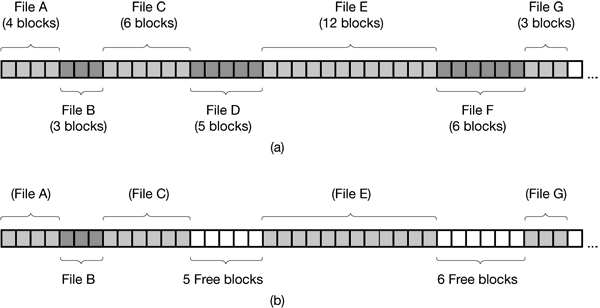 File A
(4 blocks)
File C
(6 blocks)
File E
(12 blocks)
File G
(3 blocks)
...
File B
(3 blocks)
File D
(5 blocks)
File F
(6 blocks)
(a)
(File A)
(File C)
(File E)
(File G)
...
File B
5 Free blocks
6 Free blocks
(b)